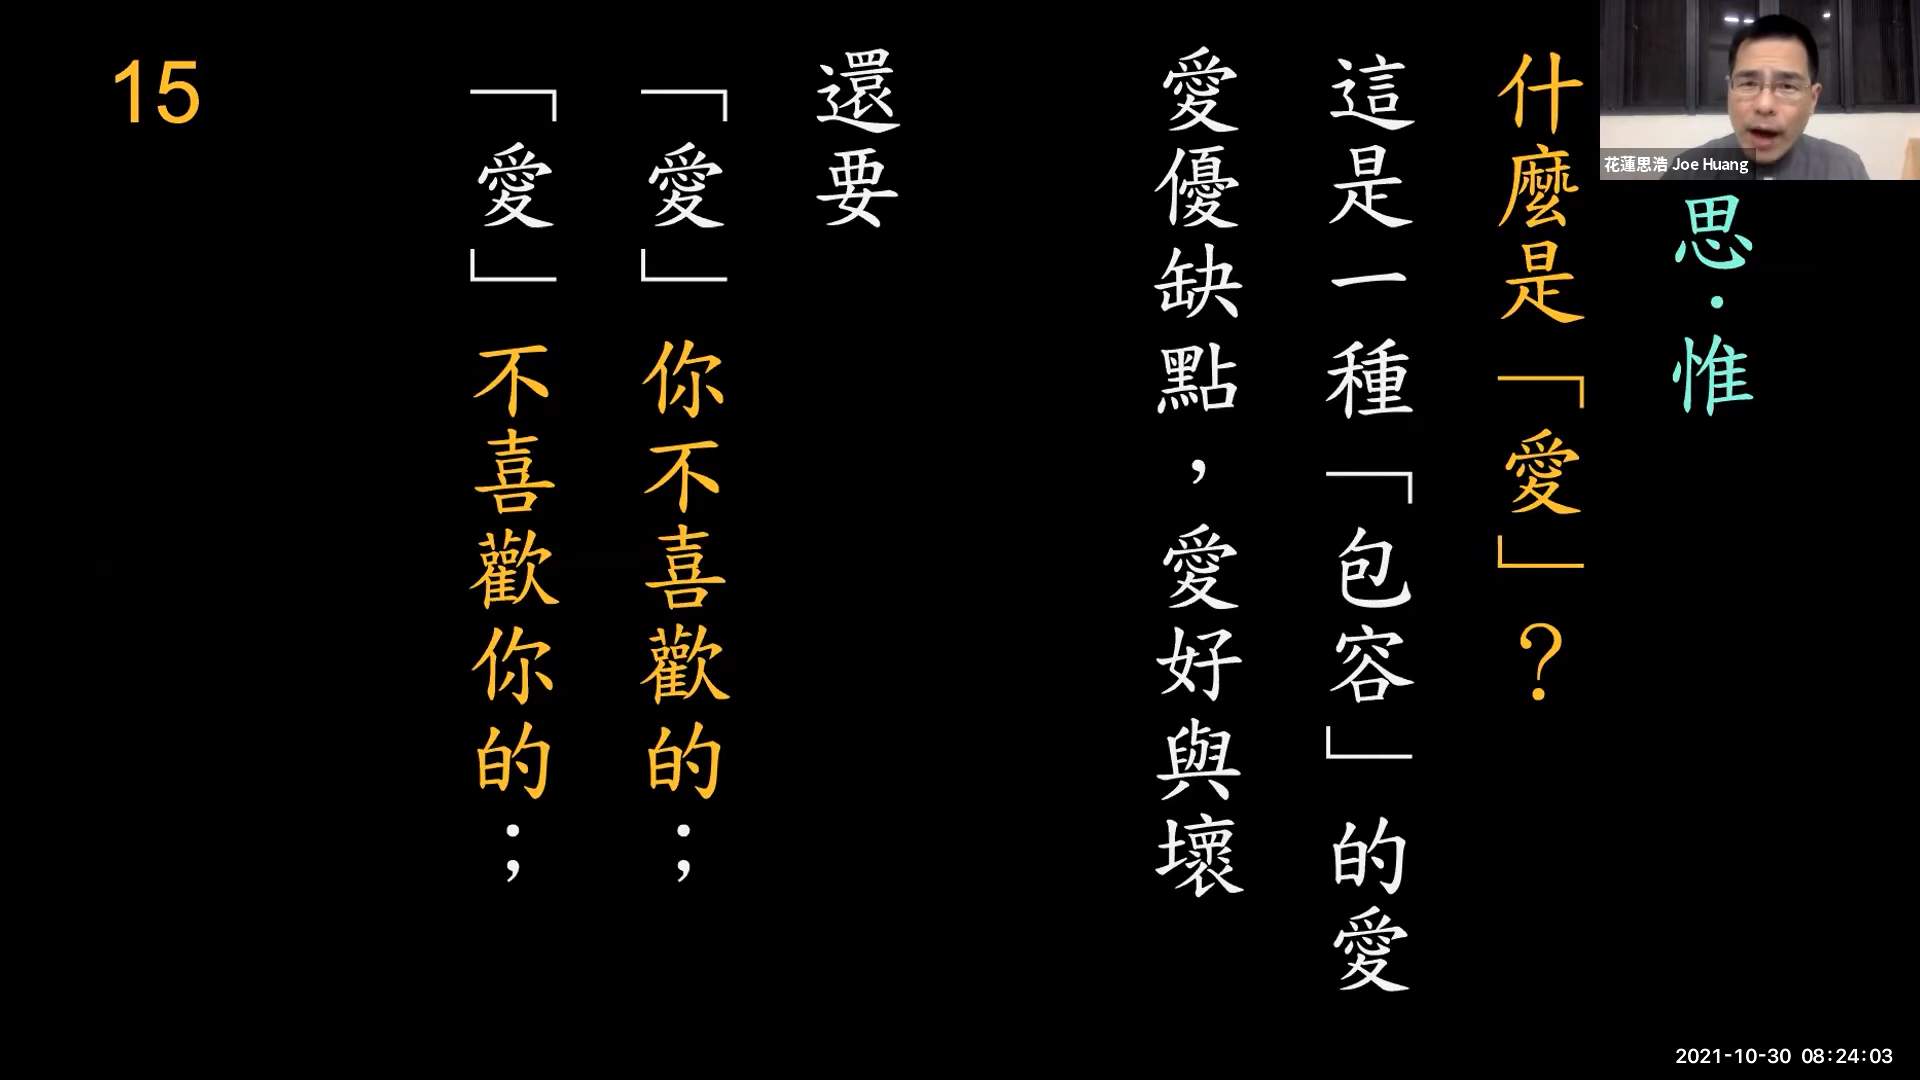 思．惟
什麼是「愛」？
這是一種「包容」的愛
愛優缺點，愛好與壞
還要
「愛」你不喜歡的；
「愛」不喜歡你的；
15
花蓮思浩 Joe Huang
2021-10-30 08:24:03